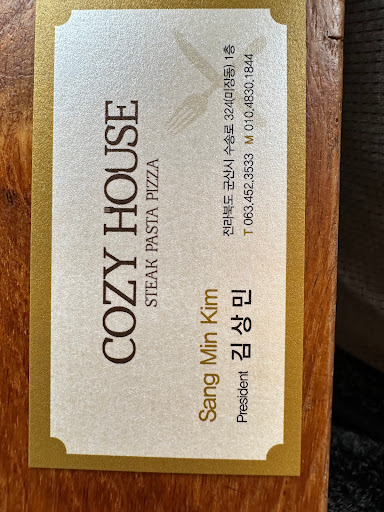 COZY HOUSE
STEAK PASTA PIZZA
Sang Min Kim
President 김상민
전라북도 군산시 수송로 324(미장동) 1층
T 063.452.3533 M 010.4830.1844